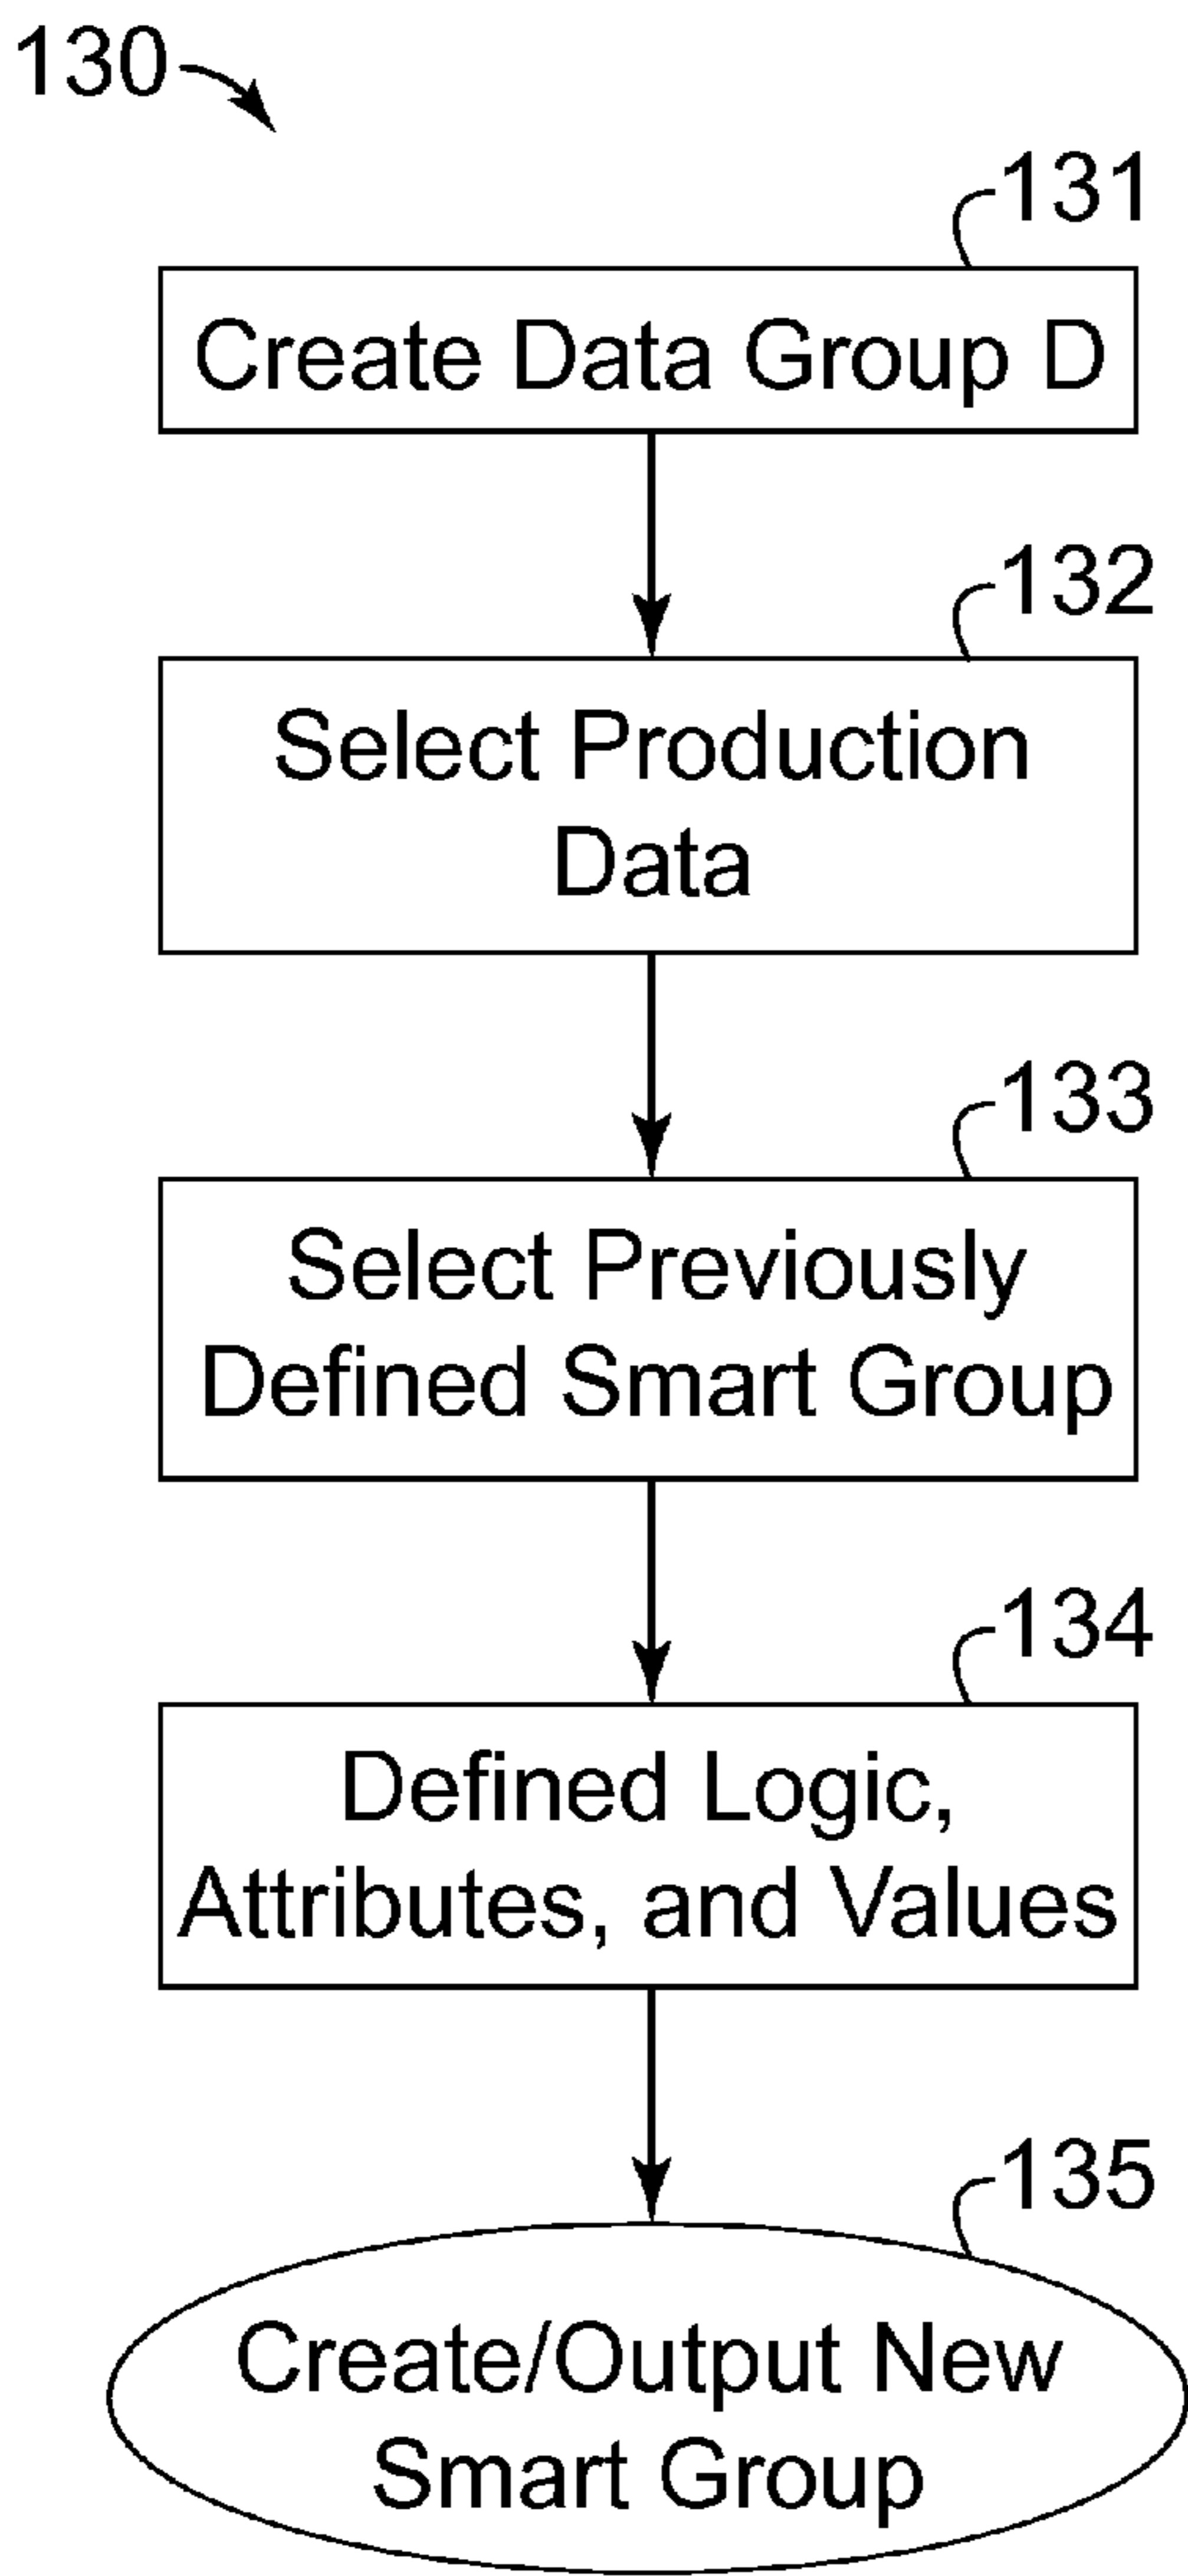 130
131
Create Data Group D
132
Select Production
Data
133
Select Previously
Defined Smart Group
134
Defined Logic,
Attributes, and Values
135
Create/Output New
Smart Group